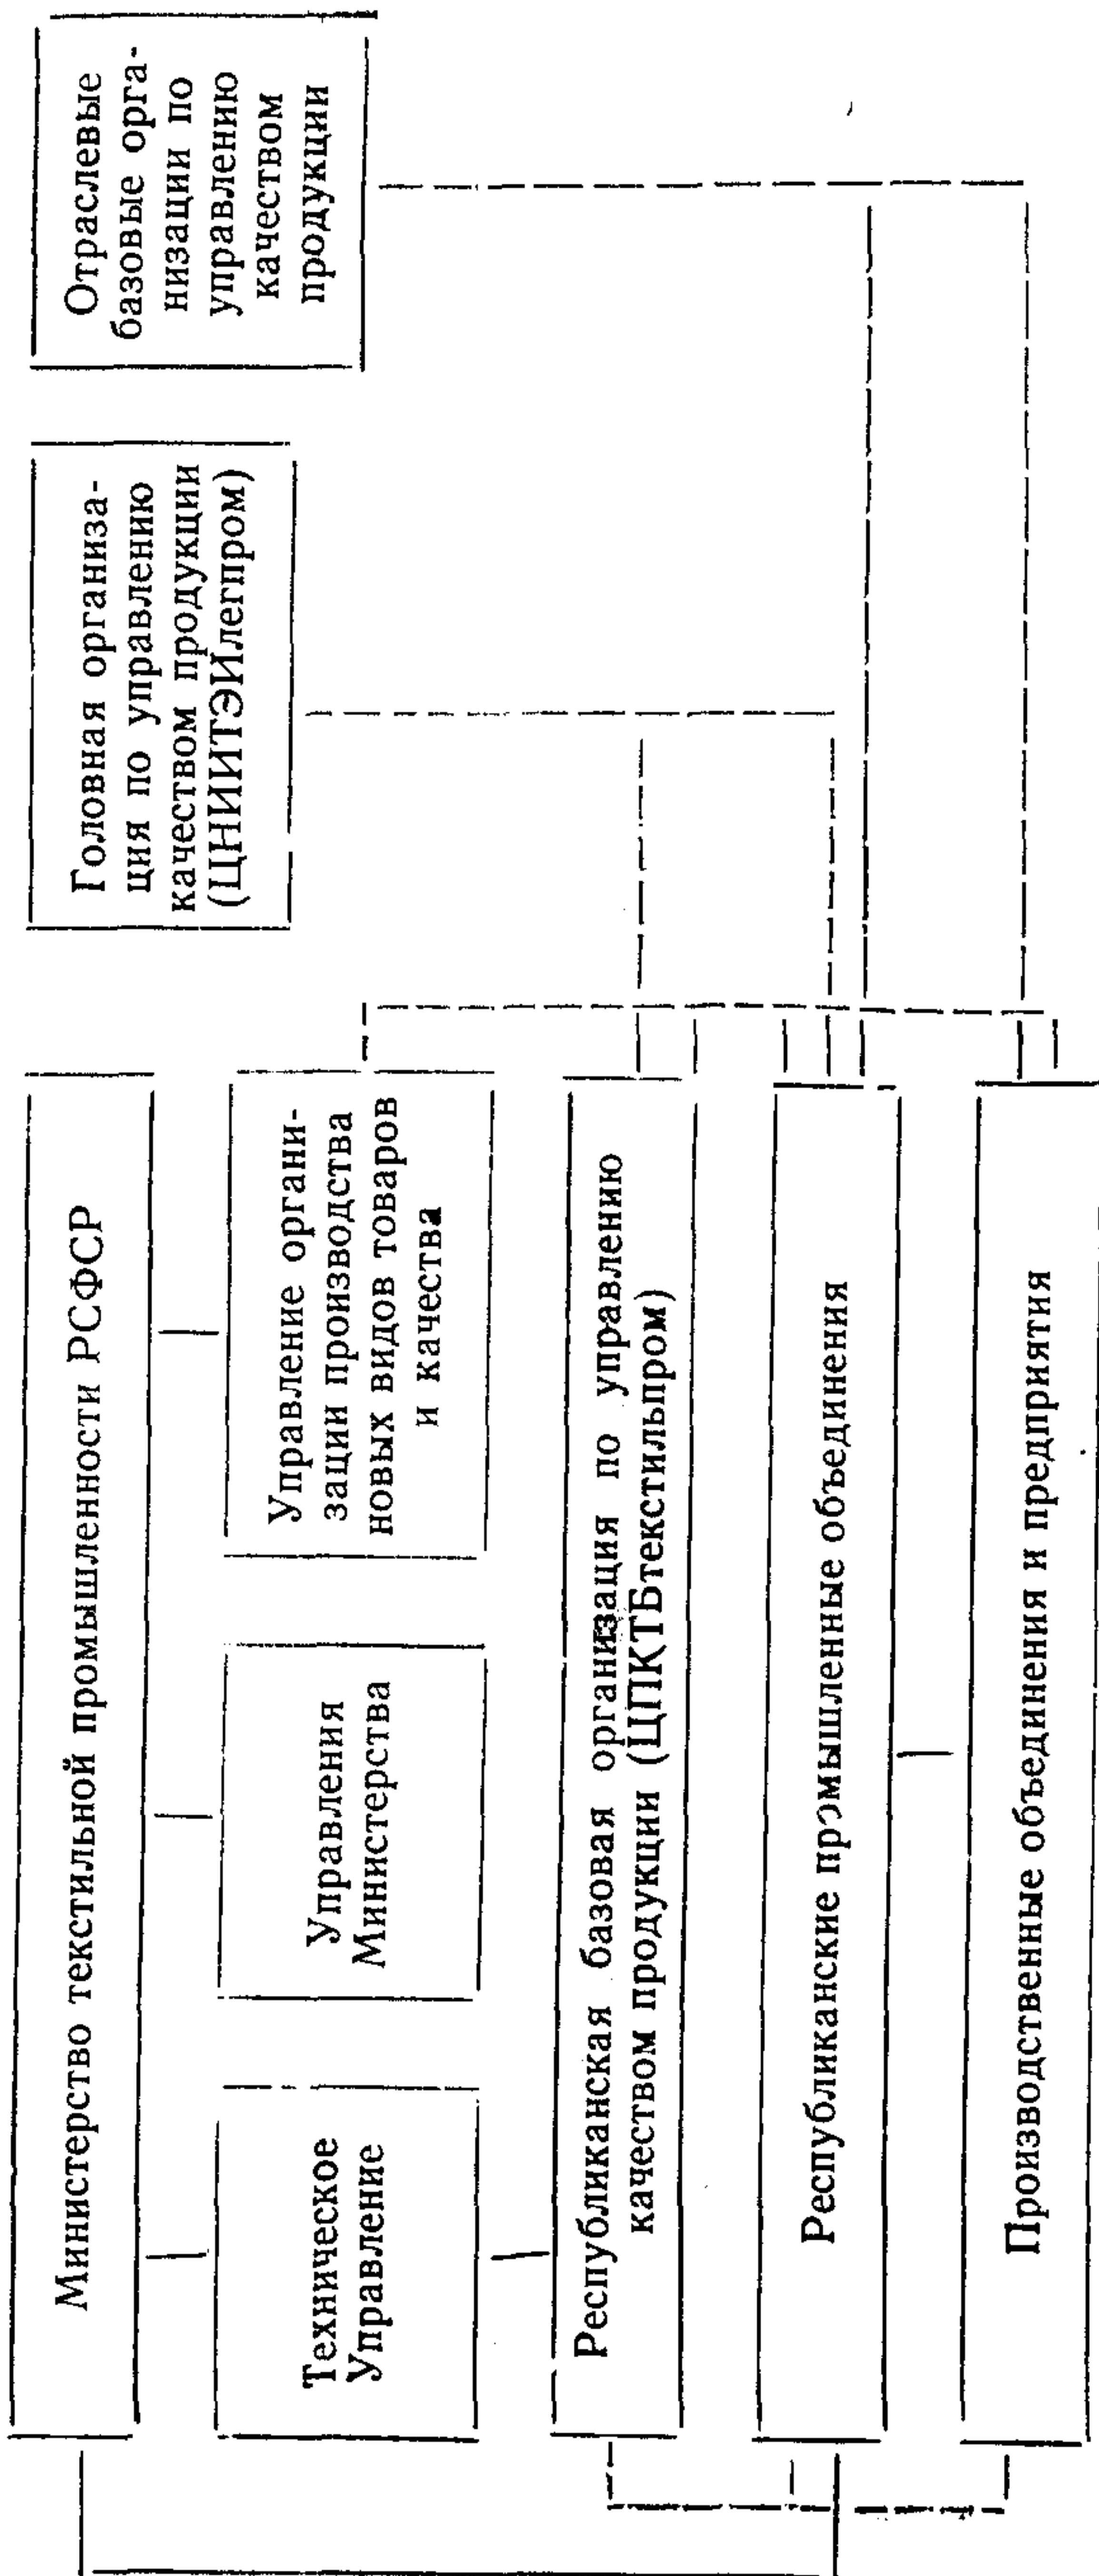 Министерство текстильной промышленности РСФСР
Головная организа-
ция по управлению
качеством продукции
(ЦНИИТЭИлегпром)
Отраслевые
базовые орга-
низации по
управлению
качеством
продукции
Техническое
Управление
Управления
Министерства
Управление органи-
зации производства
новых видов товаров
и качества
Республиканская базовая организация по управлению
качеством продукции (ЦПКТБтекстильпром)
Республиканские промышленные объединения
Производственные объединения и предприятия